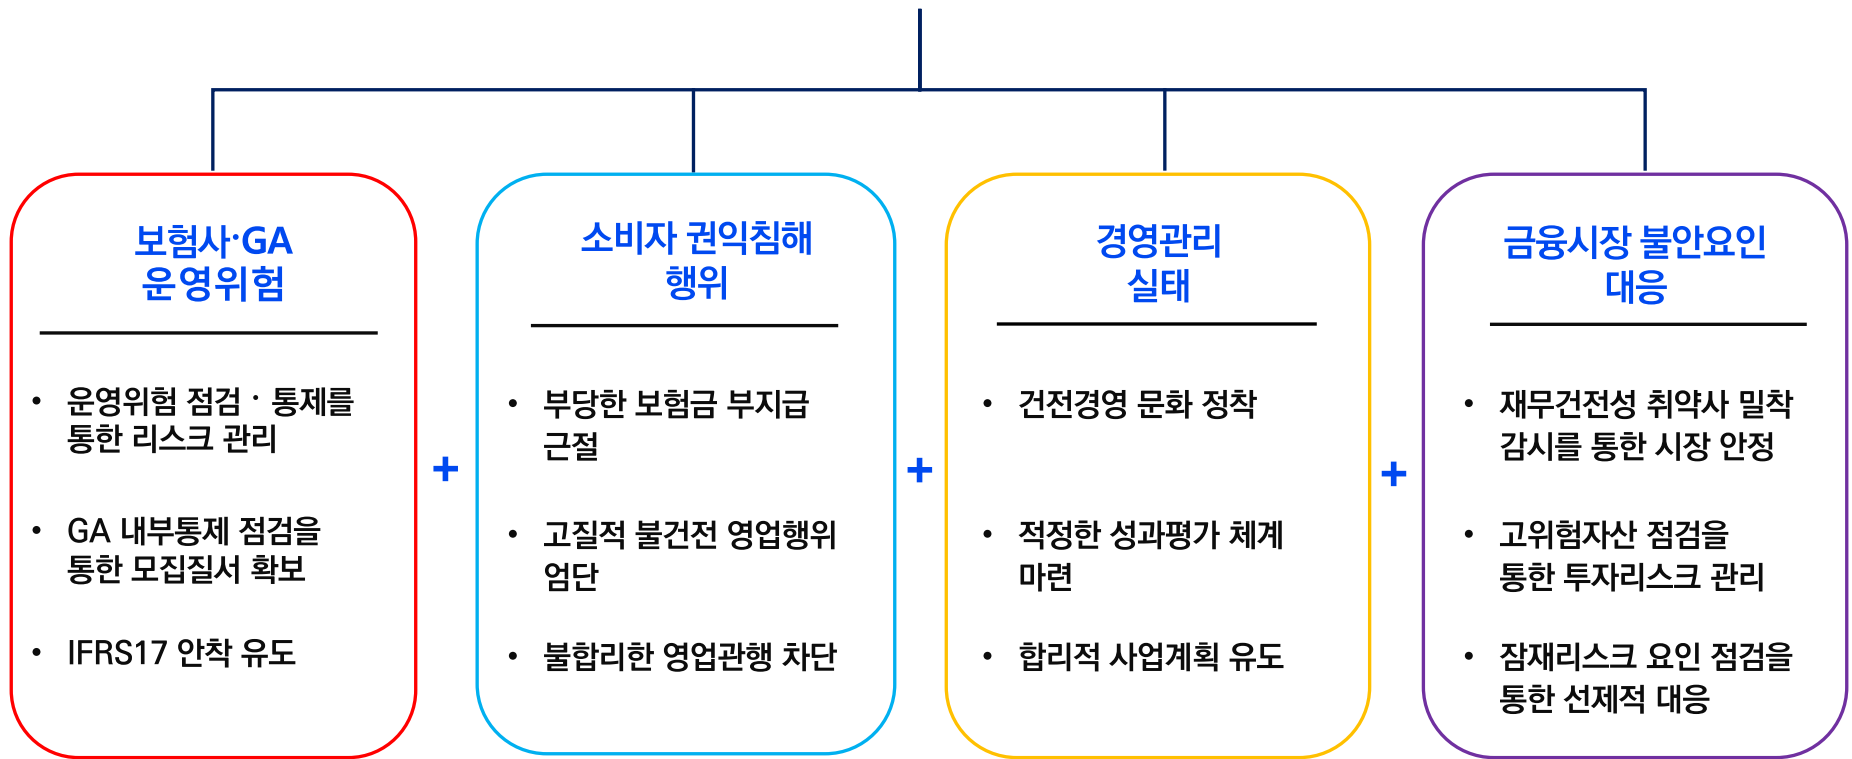 보험사·GA
운영위험
• 운영위험 점검 · 통제를
통한 리스크 관리
• GA 내부통제 점검을
통한 모집질서 확보
• IFRS17 안착 유도
+
소비자 권익침해
행위
• 부당한 보험금 부지급
근절
• 고질적 불건전 영업행위
엄단
• 불합리한 영업관행 차단
+
경영관리
실태
• 건전경영 문화 정착
• 적정한 성과평가 체계
마련
• 합리적 사업계획 유도
+
금융시장 불안요인
대응
• 재무건전성 취약사 밀착
감시를 통한 시장 안정
• 고위험자산 점검을
통한 투자리스크 관리
• 잠재리스크 요인 점검을
통한 선제적 대응